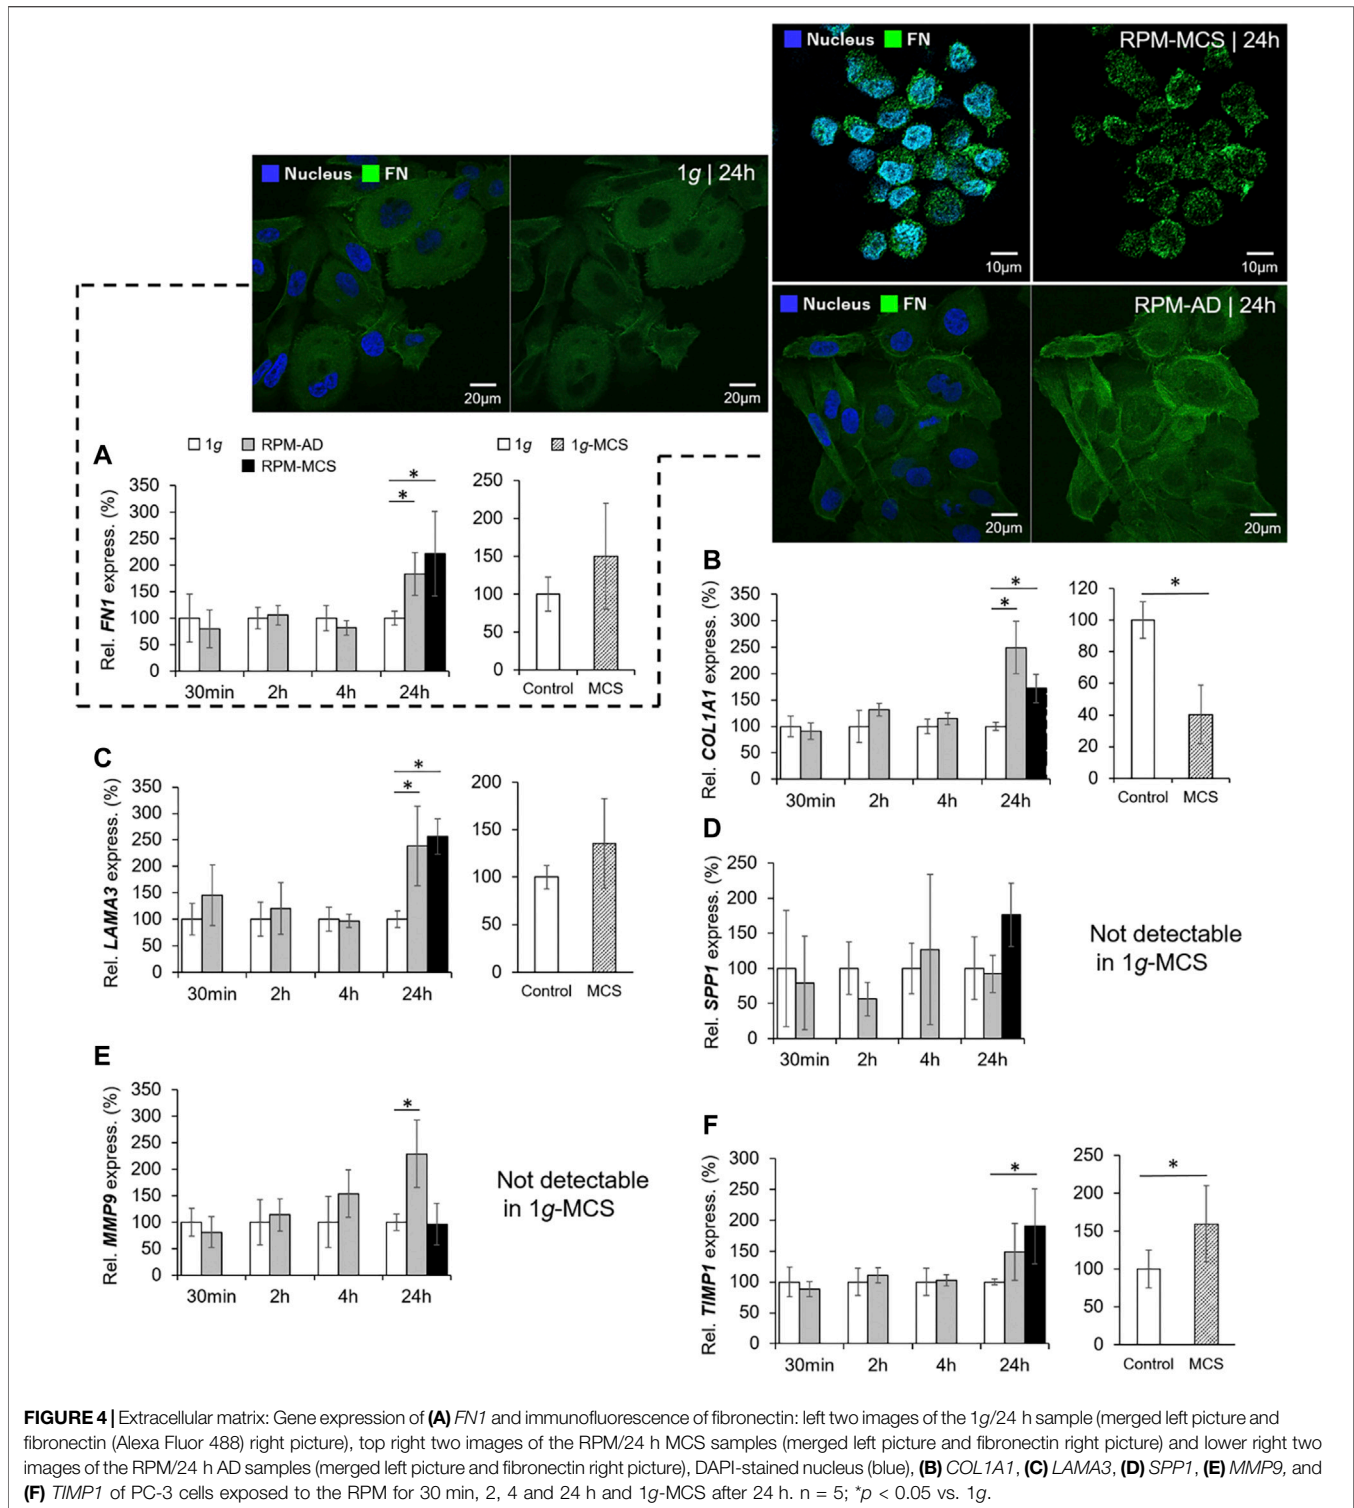 Nucleus FN RPM-MCS | 24h
10µm 10µm
Nucleus FN 1g | 24h
20µm 20µm
Nucleus FN RPM-AD | 24h
20µm 20µm
A
1g RPM-AD
RPM-MCS
1g 1g-MCS
Rel. FN1 express. (%)
350
300
250
200
150
100
50
0
* *
30min 2h 4h 24h
250
200
150
100
50
0
Control MCS
B
Rel. COL1A1 express. (%)
350
300
250
200
150
100
50
0
* *
30min 2h 4h 24h
120
100
80
60
40
20
0
*
Control MCS
C
Rel. LAMA3 express. (%)
350
300
250
200
150
100
50
0
* *
30min 2h 4h 24h
200
150
100
50
0
Control MCS
D
Rel. SPP1 express. (%)
250
200
150
100
50
0
30min 2h 4h 24h
Not detectable
in 1g-MCS
E
Rel. MMP9 express. (%)
350
300
250
200
150
100
50
0
*
30min 2h 4h 24h
Not detectable
in 1g-MCS
F
Rel. TIMP1 express. (%)
300
250
200
150
100
50
0
*
30min 2h 4h 24h
250
200
150
100
50
0
*
Control MCS
FIGURE 4 | Extracellular matrix: Gene expression of (A) FN1 and immunofluorescence of fibronectin: left two images of the 1g/24 h sample (merged left picture and
fibronectin (Alexa Fluor 488) right picture), top right two images of the RPM/24 h MCS samples (merged left picture and fibronectin right picture) and lower right two
images of the RPM/24 h AD samples (merged left picture and fibronectin right picture), DAPI-stained nucleus (blue), (B) COL1A1, (C) LAMA3, (D) SPP1, (E) MMP9, and
(F) TIMP1 of PC-3 cells exposed to the RPM for 30 min, 2, 4 and 24 h and 1g-MCS after 24 h. n = 5; *p < 0.05 vs. 1g.